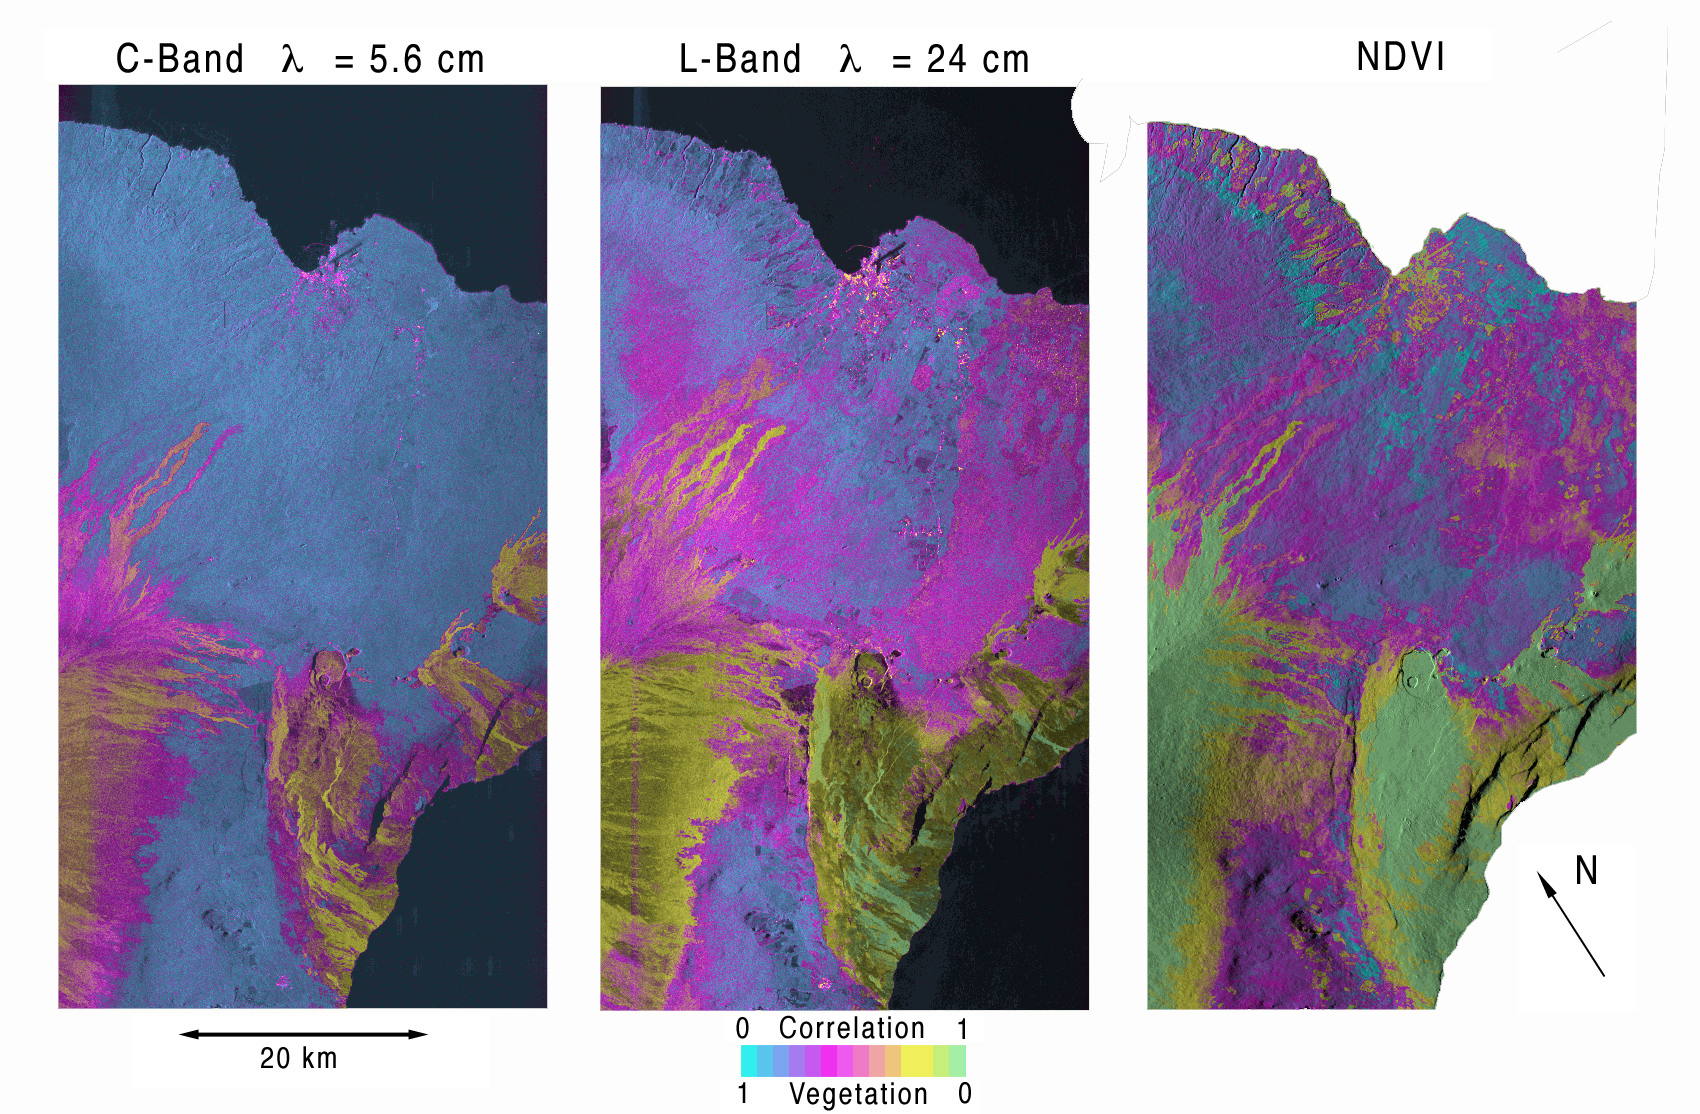 C-Band λ = 5.6 cm
L-Band λ = 24 cm
NDVI
N
20 km
0 Correlation 1
1 Vegetation 0